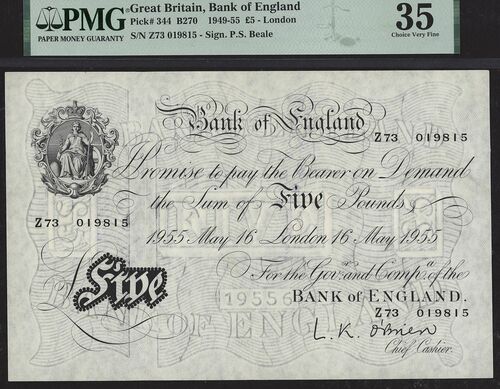 PMG
PAPER MONEY GUARANTY
Great Britain, Bank of England
Pick# 344 B270 1949-55 £5 - London
S/N Z73 019815 - Sign. P.S. Beale
35
Choice Very Fine
Bank of England
Z73 019815
Promise to pay the Bearer on Demand
the Sum of Five Pounds
Z73 019815
1955 May 16 London 16 May 1955
For the Govr. and Compa. of the
Five
BANK OF ENGLAND.
19556
Z73 019815
L.K. O'Brien
Chief Cashier.